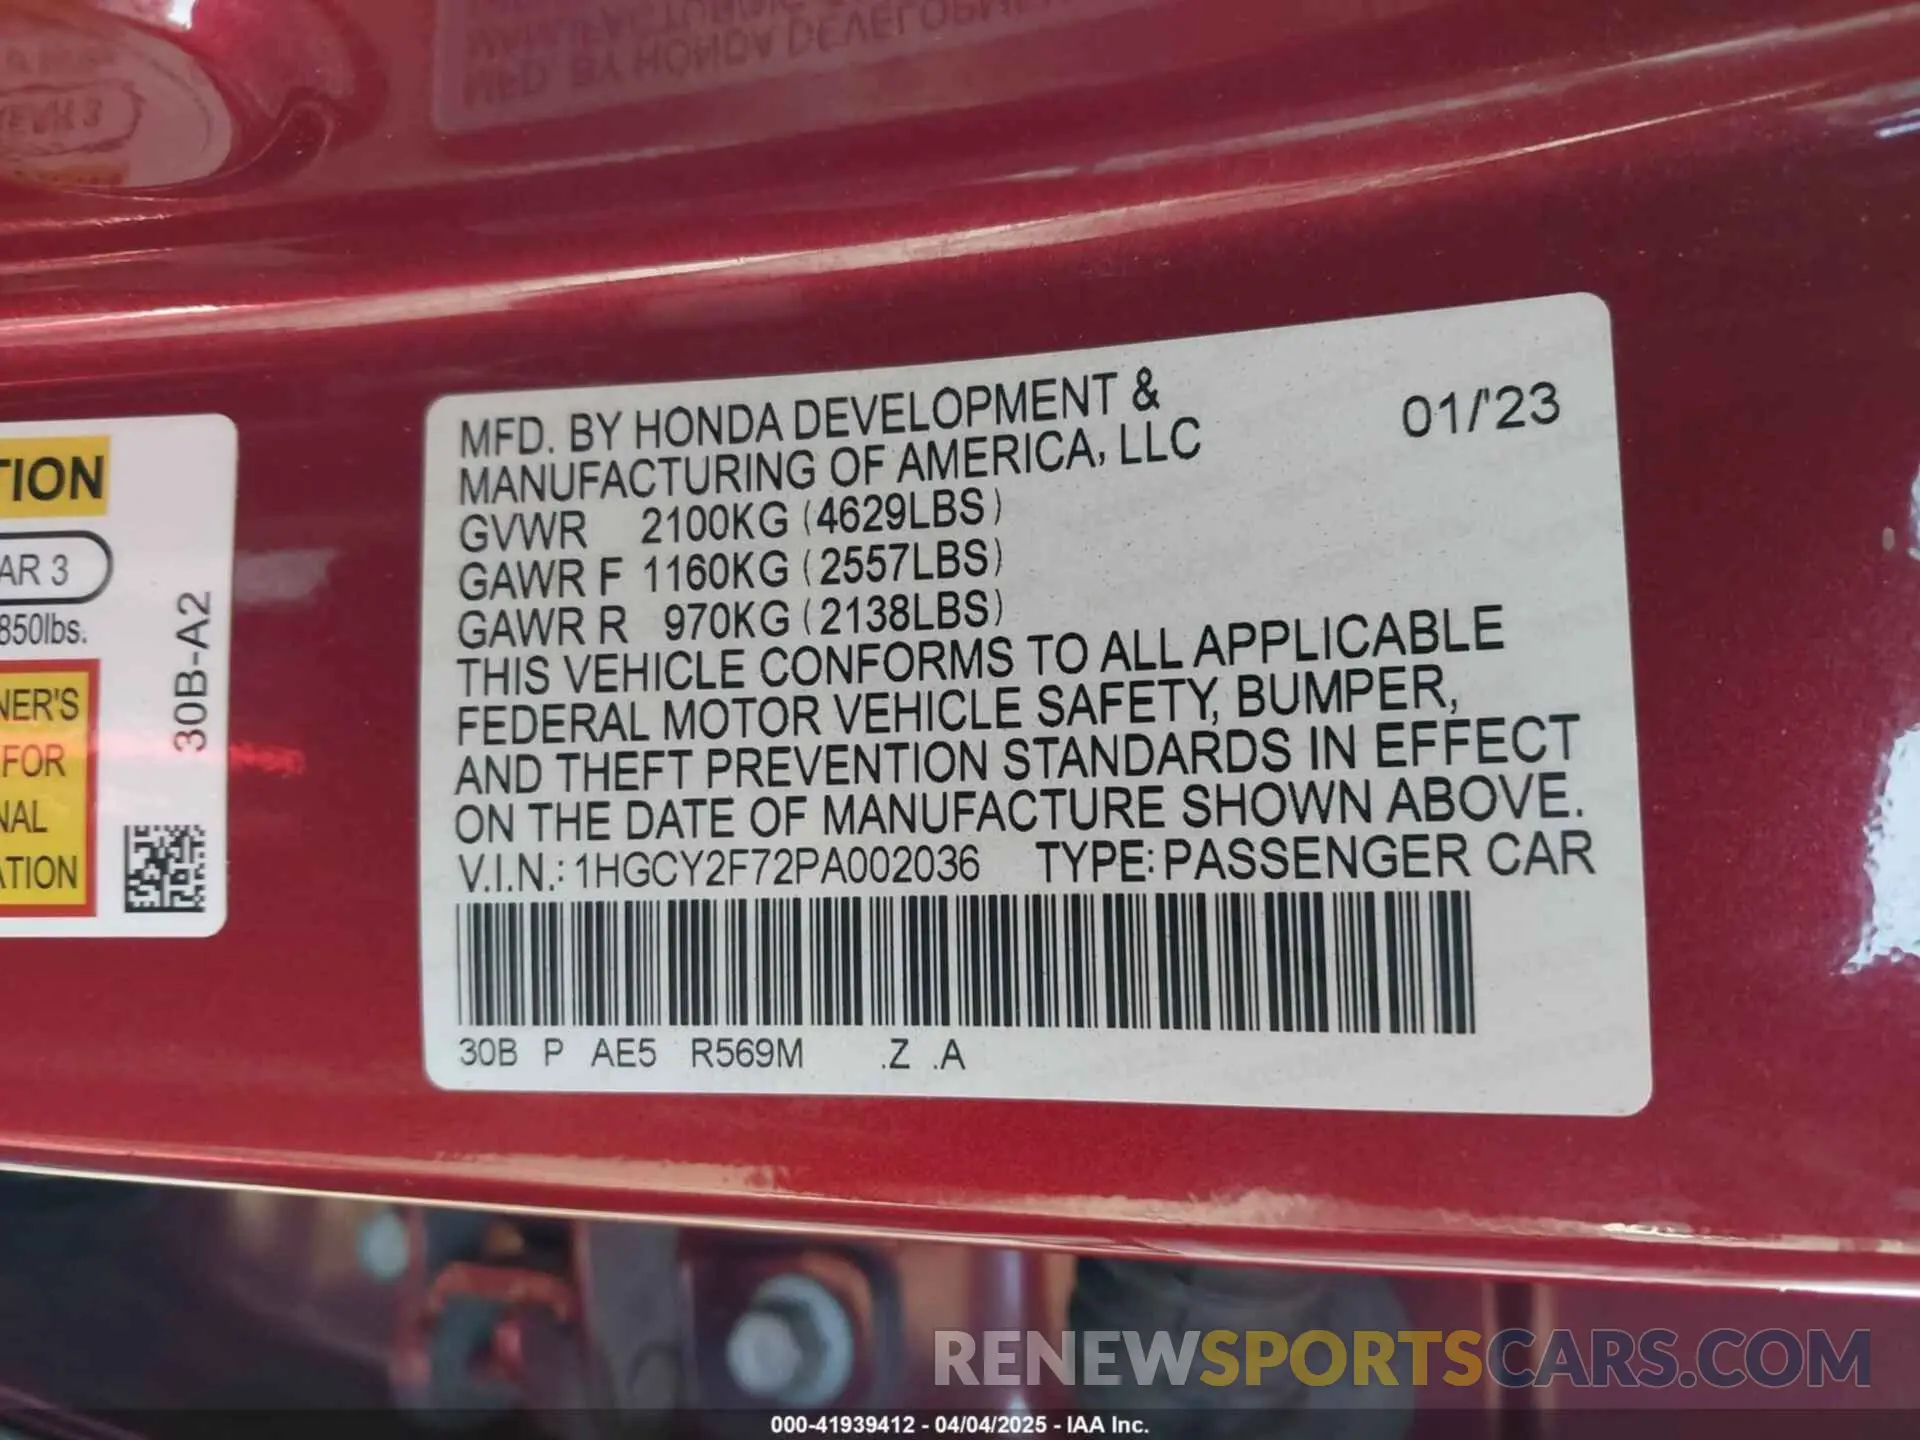 MFD. BY HONDA DEVELOPMENT &
MANUFACTURING OF AMERICA, LLC
01/'23
GVWR 2100KG (4629LBS)
GAWR F 1160KG (2557LBS)
GAWR R 970KG (2138LBS)
THIS VEHICLE CONFORMS TO ALL APPLICABLE
FEDERAL MOTOR VEHICLE SAFETY, BUMPER,
AND THEFT PREVENTION STANDARDS IN EFFECT
ON THE DATE OF MANUFACTURE SHOWN ABOVE.
V.I.N.: 1HGCY2F72PA002036 TYPE: PASSENGER CAR
30B P AE5 R569M .Z .A
TION
AR 3
850lbs.
NER'S
FOR
NAL
ATION
30B-A2
RENEWSPORTSCARS.COM
000-41939412 - 04/04/2025 - IAA Inc.